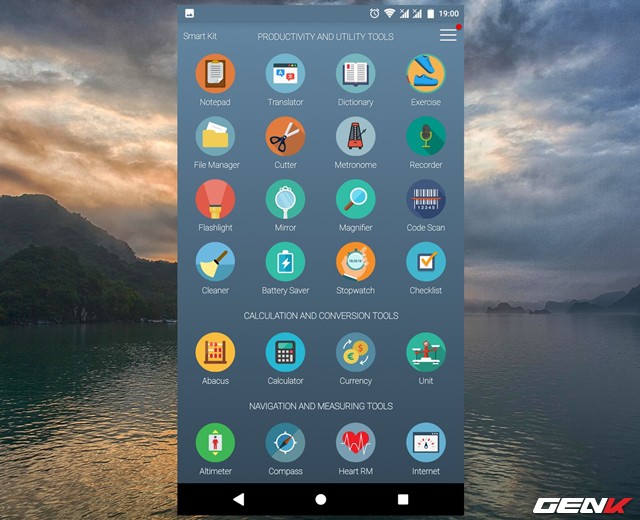 19:00
Smart Kit PRODUCTIVITY AND UTILITY TOOLS
Notepad Translator Dictionary Exercise
File Manager Cutter Metronome Recorder
12345
Flashlight Mirror Magnifier Code Scan
Cleaner Battery Saver Stopwatch Checklist
CALCULATION AND CONVERSION TOOLS
Abacus Calculator Currency Unit
NAVIGATION AND MEASURING TOOLS
Altimeter Compass Heart RM Internet
GENK